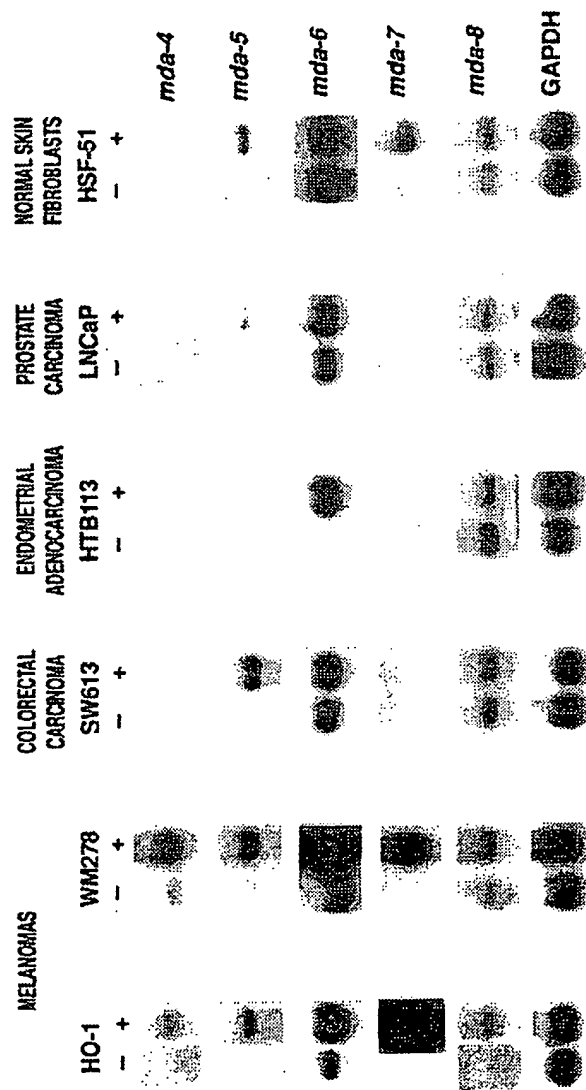 MELANOMAS
COLORECTAL
CARCINOMA
ENDOMETRIAL
ADENOCARCINOMA
PROSTATE
CARCINOMA
NORMAL SKIN
FIBROBLASTS
HO-1
WM278
SW613
HTB113
LNCaP
HSF-51
– + – + – + – + – + – +
mda-4
mda-5
mda-6
mda-7
mda-8
GAPDH